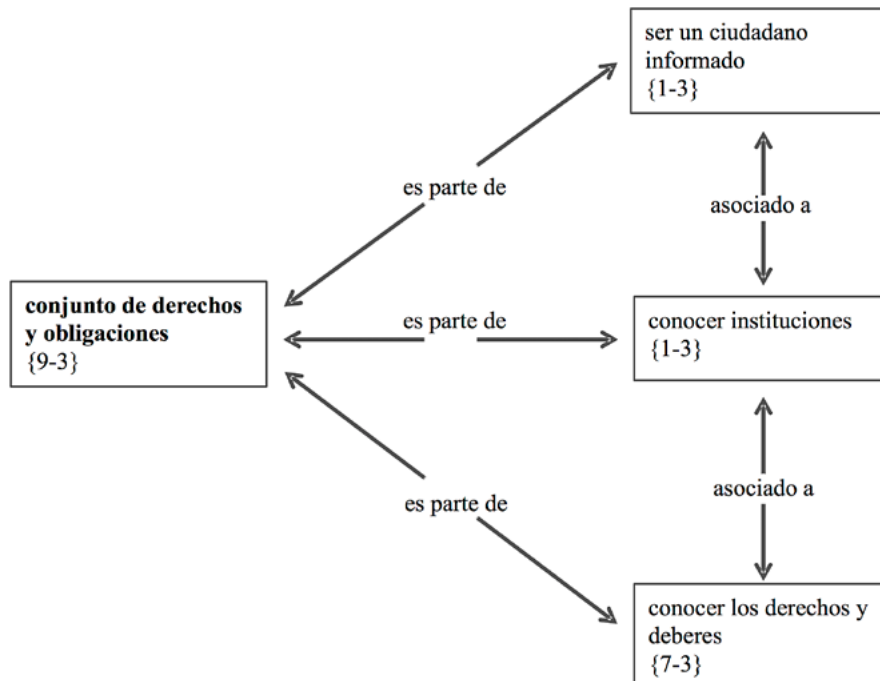 ser un ciudadano
informado
{1-3}
es parte de
asociado a
conjunto de derechos
y obligaciones
{9-3}
es parte de
conocer instituciones
{1-3}
es parte de
asociado a
conocer los derechos y
deberes
{7-3}